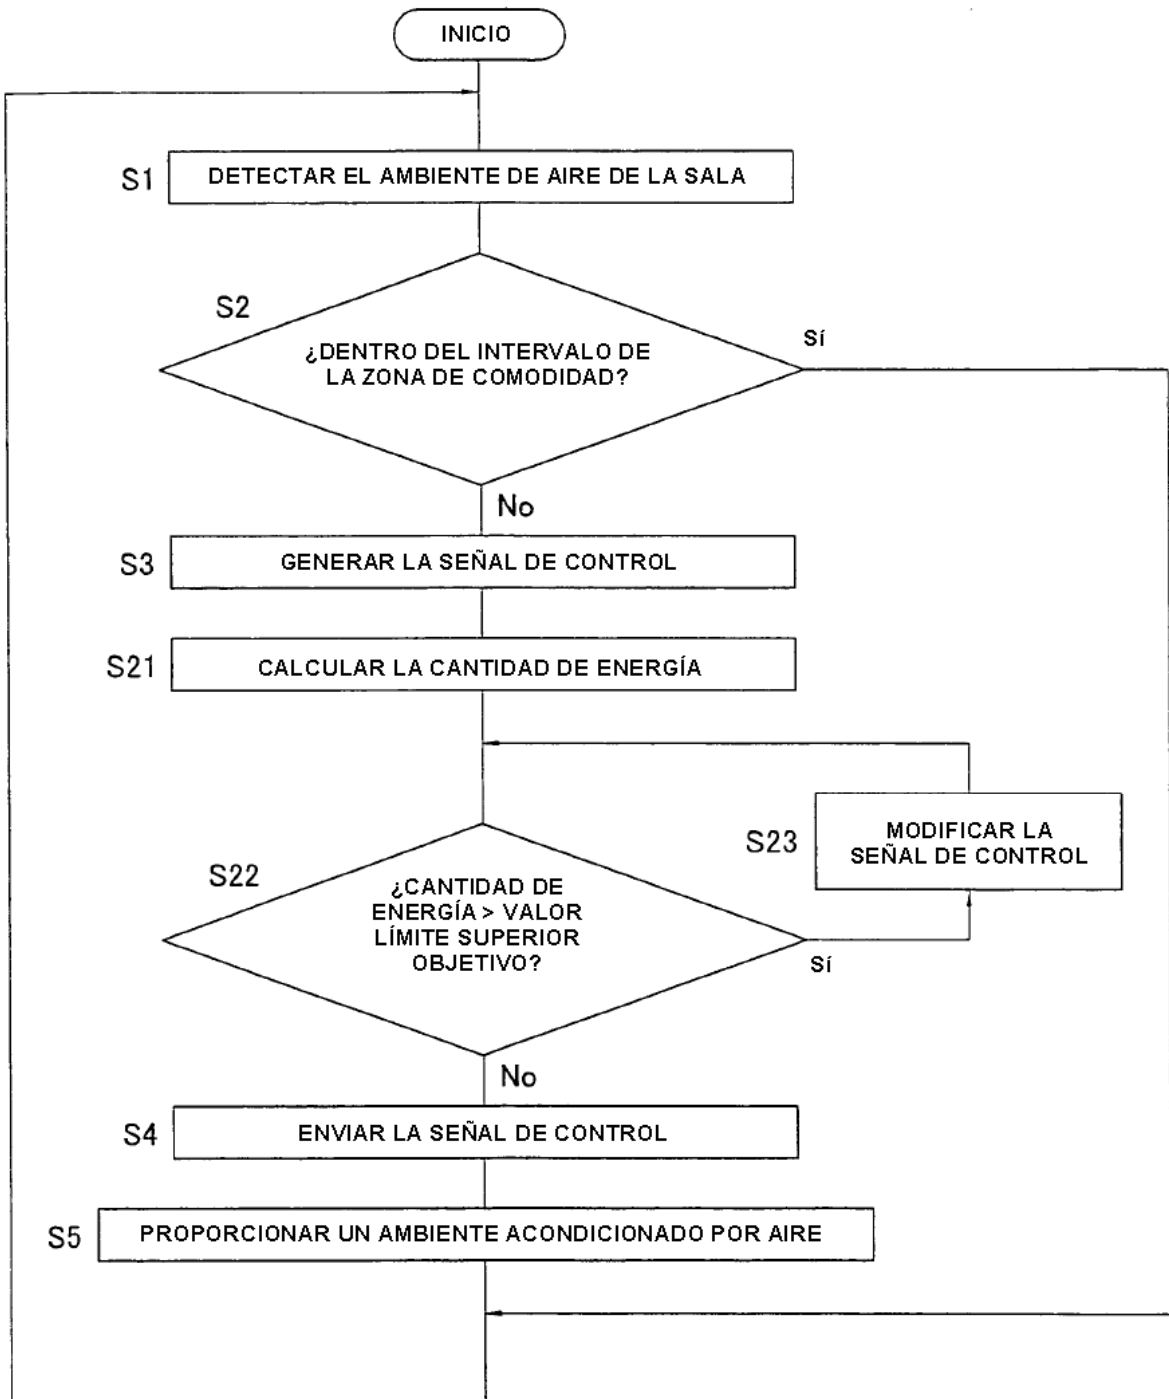 INICIO
S1
DETECTAR EL AMBIENTE DE AIRE DE LA SALA
S2
¿DENTRO DEL INTERVALO DE
LA ZONA DE COMODIDAD?
Sí
No
S3
GENERAR LA SEÑAL DE CONTROL
S21
CALCULAR LA CANTIDAD DE ENERGÍA
S23
MODIFICAR LA
SEÑAL DE CONTROL
S22
¿CANTIDAD DE
ENERGÍA > VALOR
LÍMITE SUPERIOR
OBJETIVO?
Sí
No
S4
ENVIAR LA SEÑAL DE CONTROL
S5
PROPORCIONAR UN AMBIENTE ACONDICIONADO POR AIRE